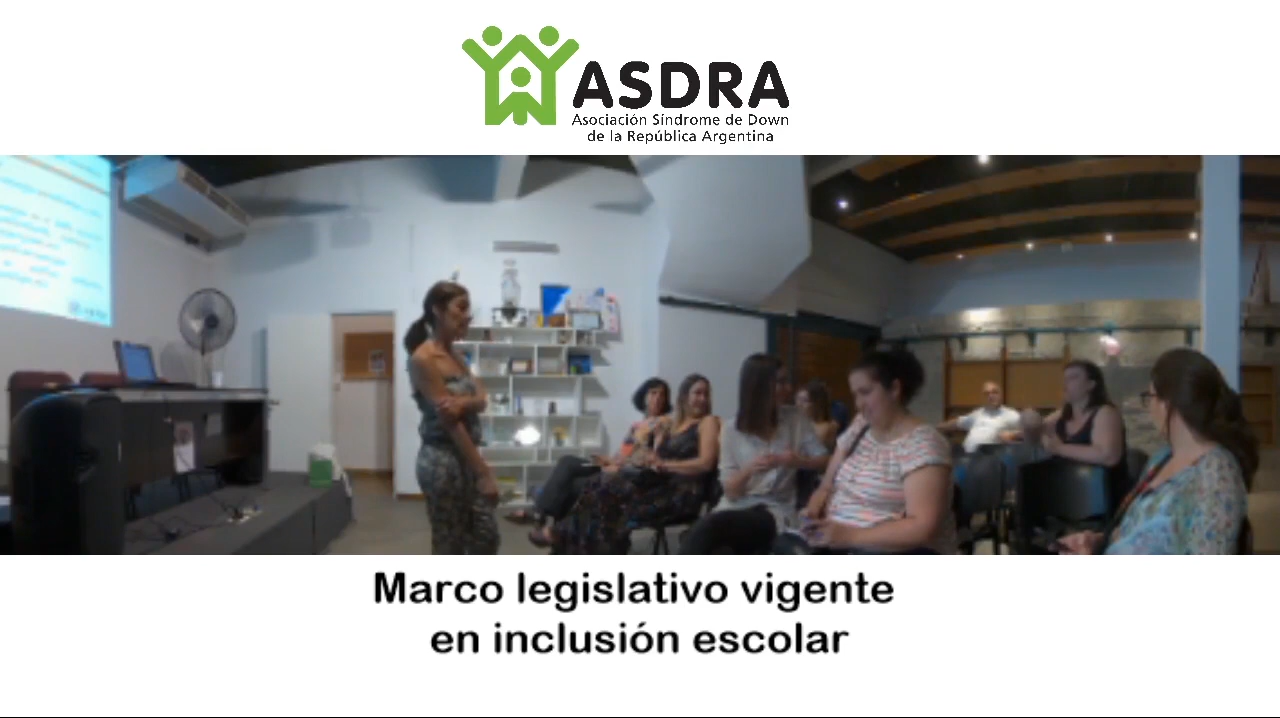 ASDRA
Asociación Síndrome de Down
de la República Argentina
Marco legislativo vigente
en inclusión escolar